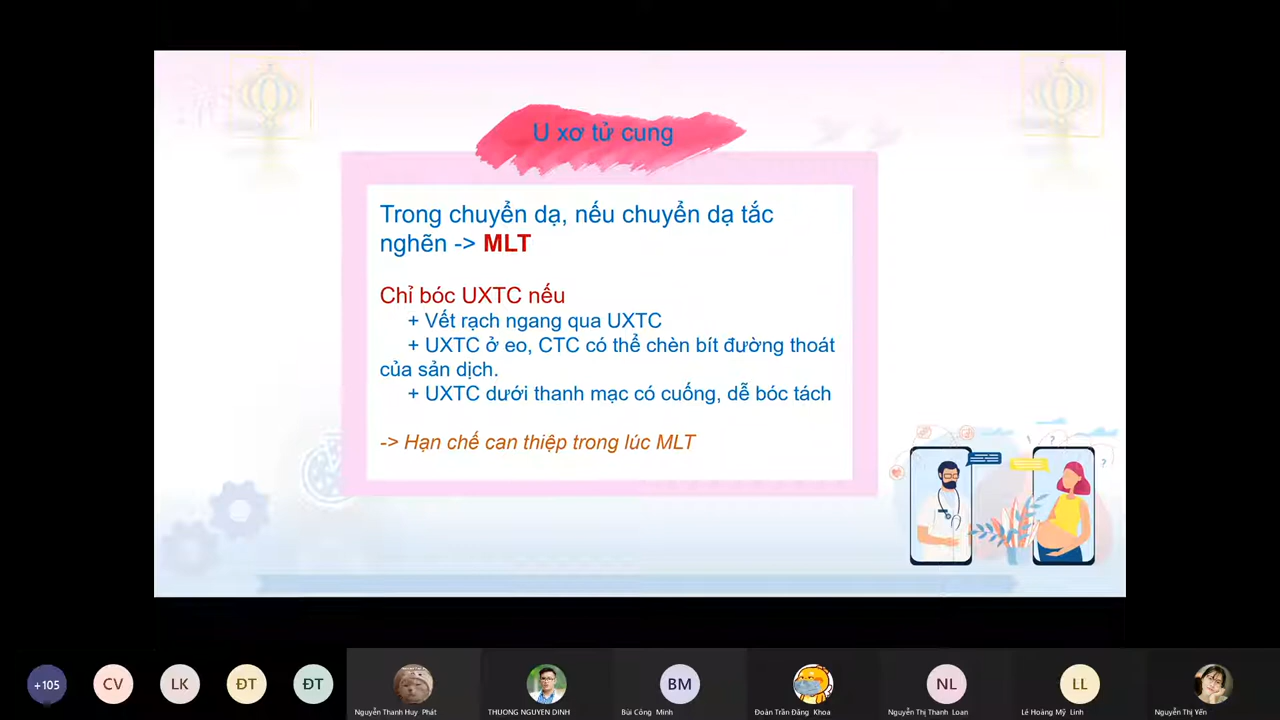 U xơ tử cung
Trong chuyển dạ, nếu chuyển dạ tắc
nghẽn -> MLT
Chỉ bóc UXTC nếu
+ Vết rạch ngang qua UXTC
+ UXTC ở eo, CTC có thể chèn bít đường thoát
của sản dịch.
+ UXTC dưới thanh mạc có cuống, dễ bóc tách
-> Hạn chế can thiệp trong lúc MLT
+105
CV
LK
ĐT
ĐT
BM
NL
LL
Nguyễn Thanh Huy Phát
THUONG NGUYEN DINH
Bùi Công Minh
Đoàn Trần Đăng Khoa
Nguyễn Thị Thanh Loan
Lê Hoàng Mỹ Linh
Nguyễn Thị Yến